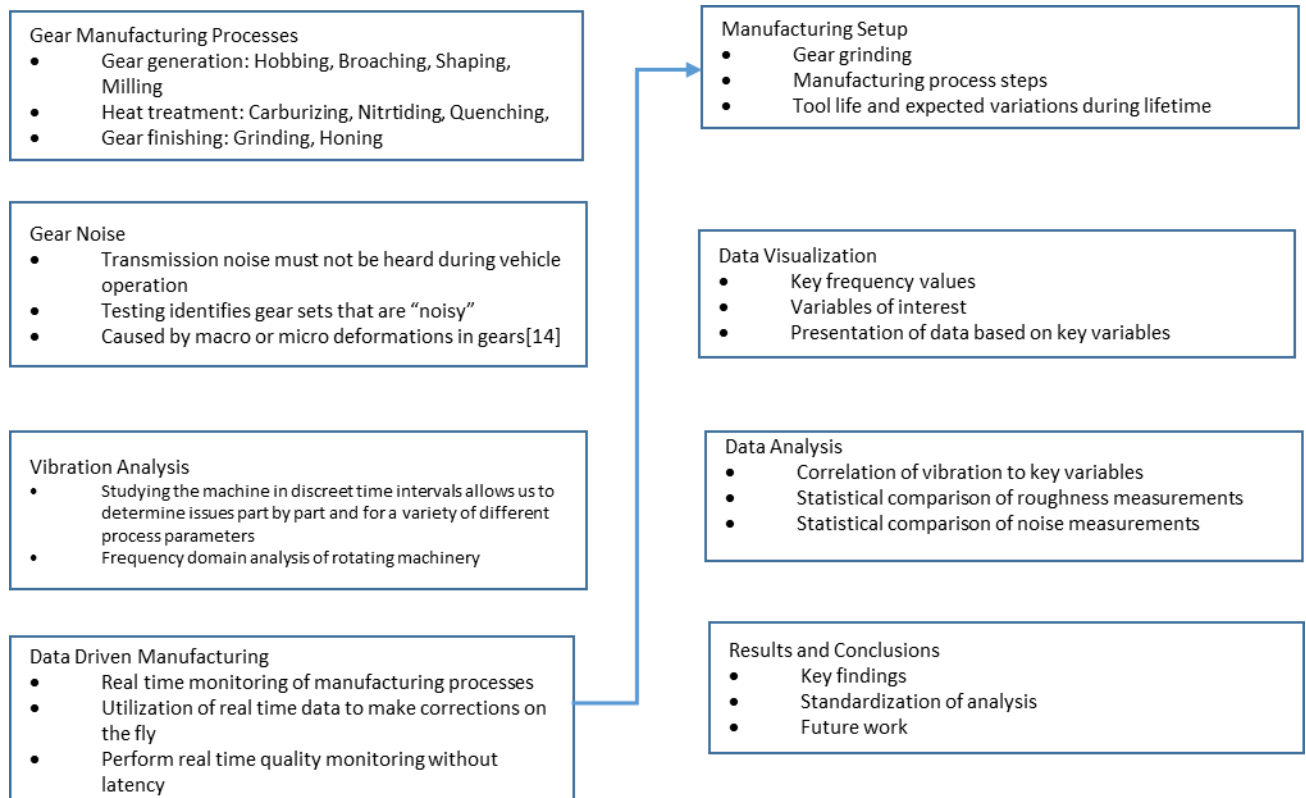 Gear Manufacturing Processes
• Gear generation: Hobbing, Broaching, Shaping,
Milling
• Heat treatment: Carburizing, Nitrtiding, Quenching,
• Gear finishing: Grinding, Honing
Gear Noise
• Transmission noise must not be heard during vehicle
operation
• Testing identifies gear sets that are “noisy”
• Caused by macro or micro deformations in gears[14]
Vibration Analysis
• Studying the machine in discreet time intervals allows us to
determine issues part by part and for a variety of different
process parameters
• Frequency domain analysis of rotating machinery
Data Driven Manufacturing
• Real time monitoring of manufacturing processes
• Utilization of real time data to make corrections on
the fly
• Perform real time quality monitoring without
latency
Manufacturing Setup
• Gear grinding
• Manufacturing process steps
• Tool life and expected variations during lifetime
Data Visualization
• Key frequency values
• Variables of interest
• Presentation of data based on key variables
Data Analysis
• Correlation of vibration to key variables
• Statistical comparison of roughness measurements
• Statistical comparison of noise measurements
Results and Conclusions
• Key findings
• Standardization of analysis
• Future work